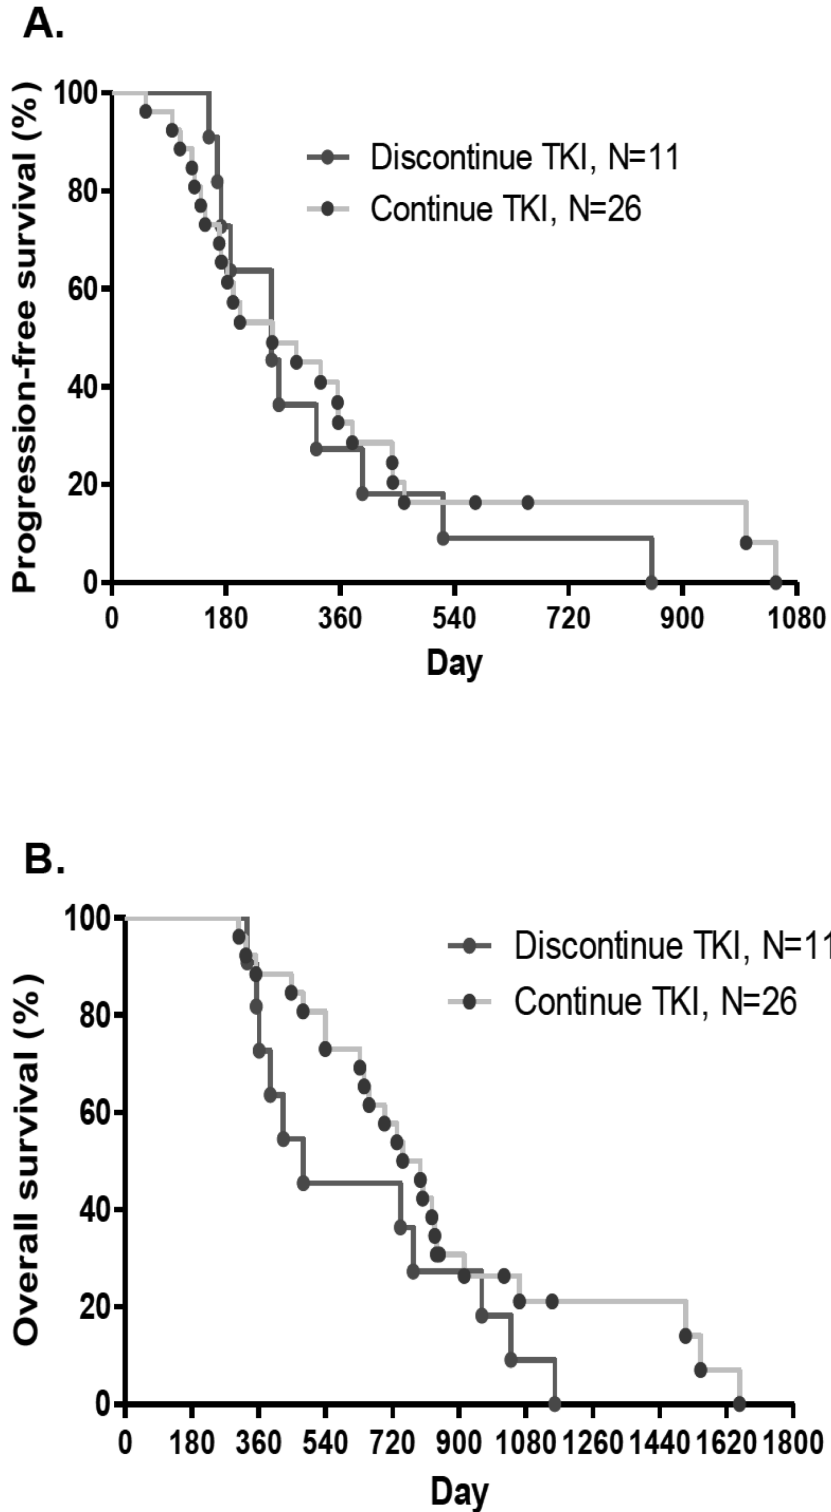 A.
Progression-free survival (%)
100
80
60
40
20
0
Discontinue TKI, N=11
Continue TKI, N=26
0 180 360 540 720 900 1080
Day
B.
Overall survival (%)
100
80
60
40
20
0
Discontinue TKI, N=11
Continue TKI, N=26
0 180 360 540 720 900 1080 1260 1440 1620 1800
Day